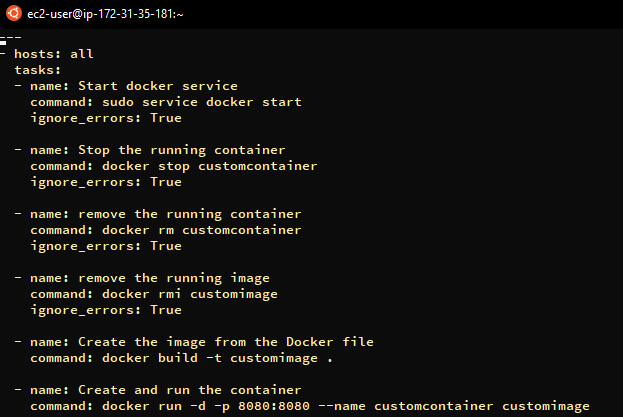 ec2-user@ip-172-31-35-181:~
---
- hosts: all
  tasks:
  - name: Start docker service
    command: sudo service docker start
    ignore_errors: True

  - name: Stop the running container
    command: docker stop customcontainer
    ignore_errors: True

  - name: remove the running container
    command: docker rm customcontainer
    ignore_errors: True

  - name: remove the running image
    command: docker rmi customimage
    ignore_errors: True

  - name: Create the image from the Docker file
    command: docker build -t customimage .

  - name: Create and run the container
    command: docker run -d -p 8080:8080 --name customcontainer customimage